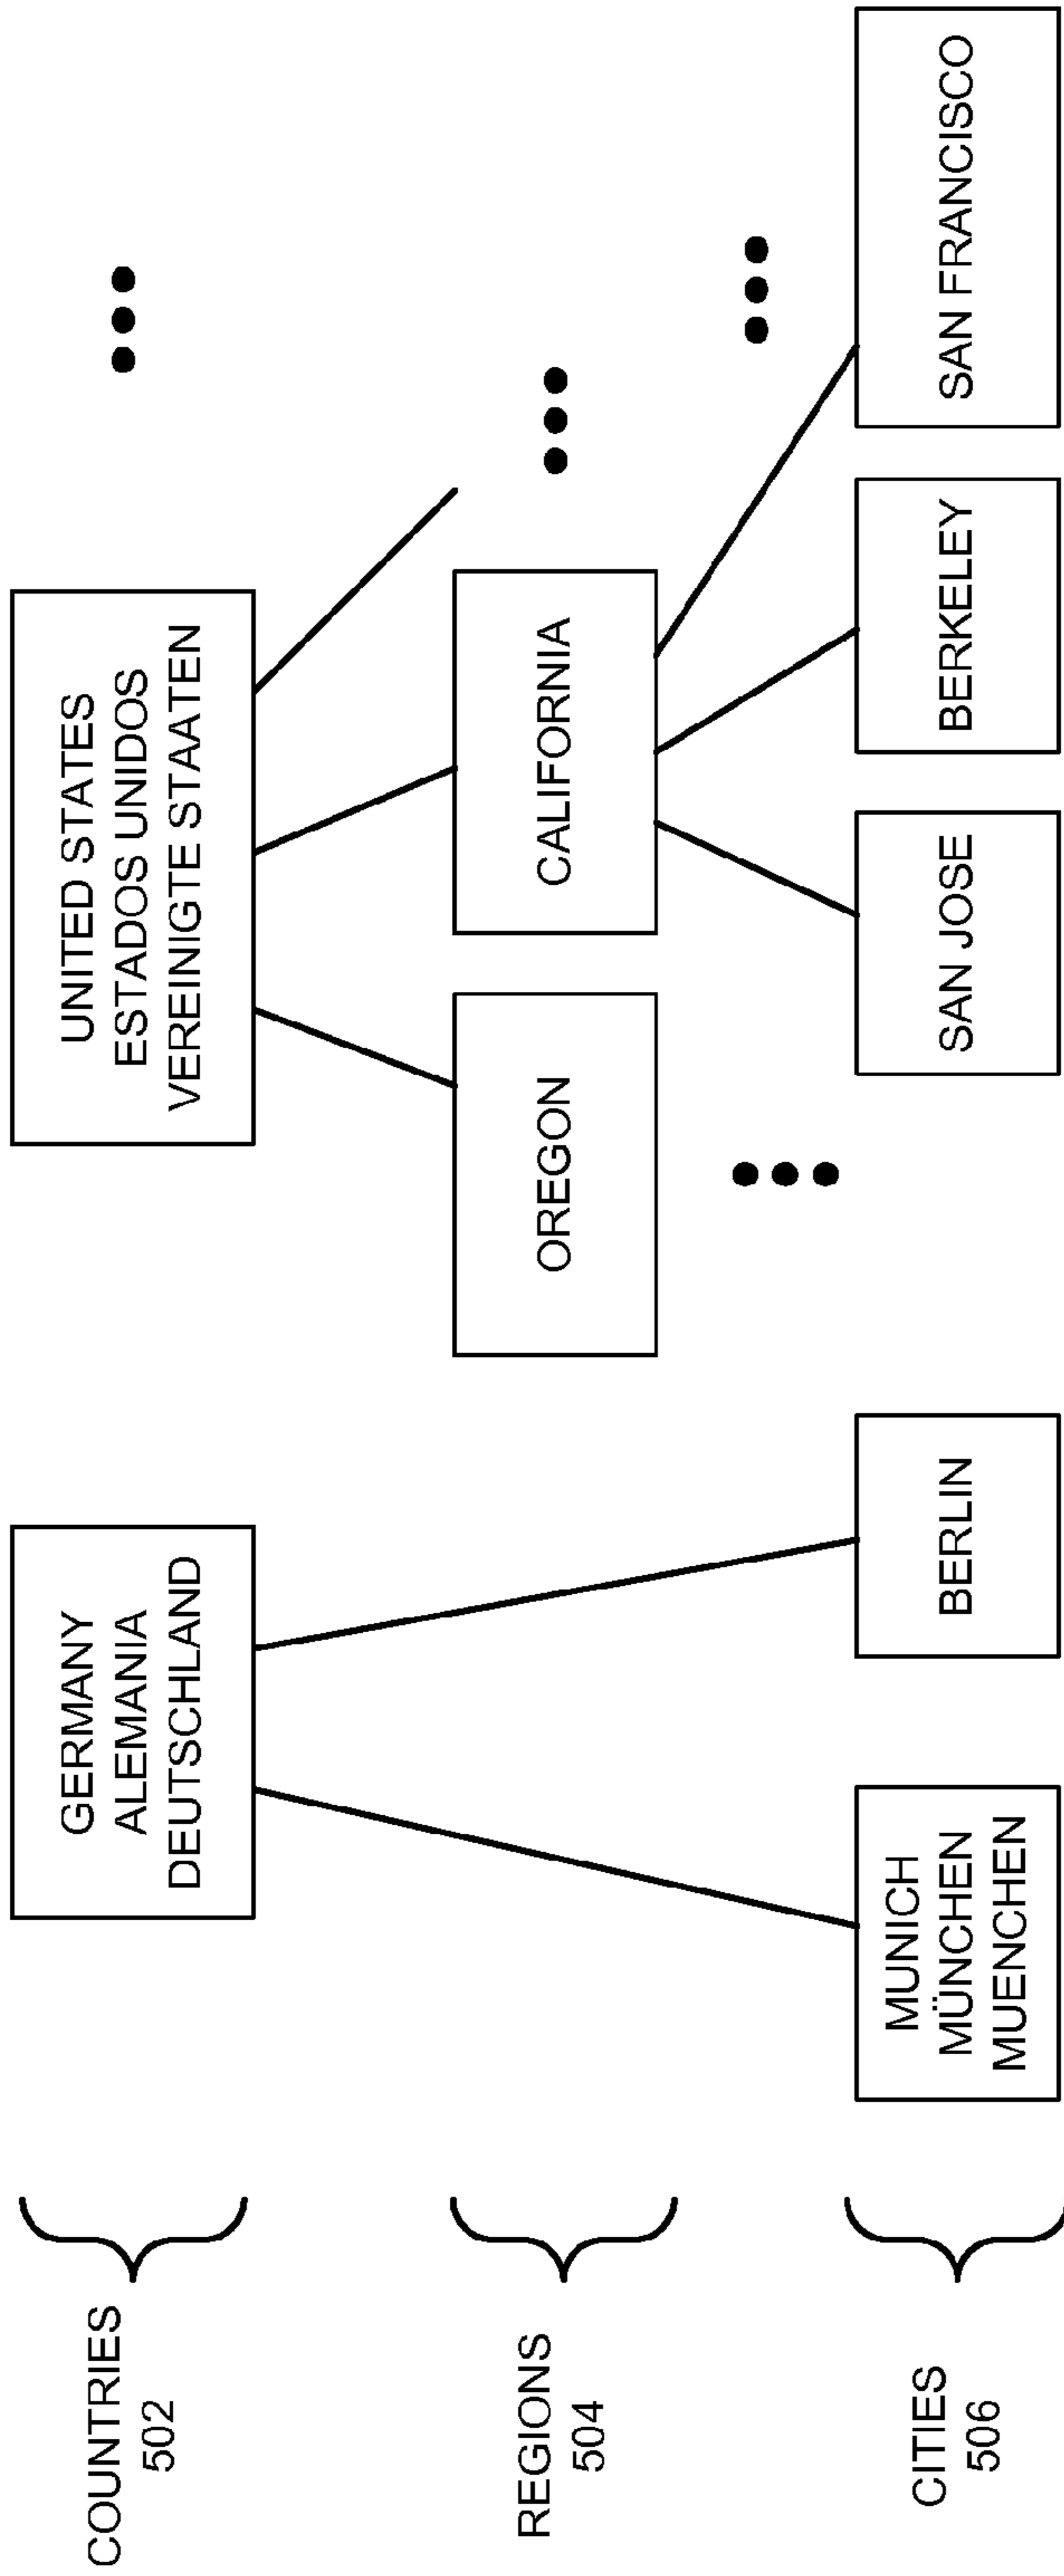 COUNTRIES
502
GERMANY
ALEMANIA
DEUTSCHLAND
UNITED STATES
ESTADOS UNIDOS
VEREINIGTE STAATEN
REGIONS
504
OREGON
CALIFORNIA
CITIES
506
MUNICH
MÜNCHEN
MUENCHEN
BERLIN
SAN JOSE
BERKELEY
SAN FRANCISCO